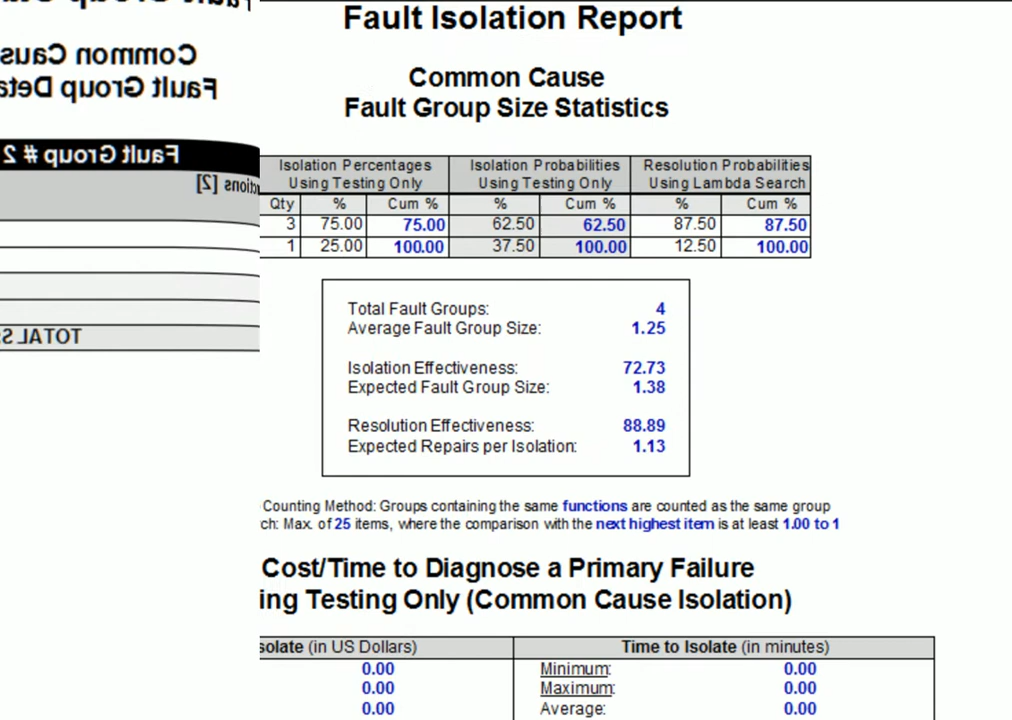 Common Caus
Fault Group Deta
Fault Group # 2
ctions [2]
TOTAL S
Fault Isolation Report
Common Cause
Fault Group Size Statistics
Isolation Percentages Isolation Probabilities Resolution Probabilities
Using Testing Only Using Testing Only Using Lambda Search
Qty % Cum % % Cum % % Cum %
3 75.00 75.00 62.50 62.50 87.50 87.50
1 25.00 100.00 37.50 100.00 12.50 100.00
Total Fault Groups: 4
Average Fault Group Size: 1.25
Isolation Effectiveness: 72.73
Expected Fault Group Size: 1.38
Resolution Effectiveness: 88.89
Expected Repairs per Isolation: 1.13
Counting Method: Groups containing the same functions are counted as the same group
ch: Max. of 25 items, where the comparison with the next highest item is at least 1.00 to 1
Cost/Time to Diagnose a Primary Failure
ing Testing Only (Common Cause Isolation)
solate (in US Dollars) Time to Isolate (in minutes)
0.00 Minimum: 0.00
0.00 Maximum: 0.00
0.00 Average: 0.00